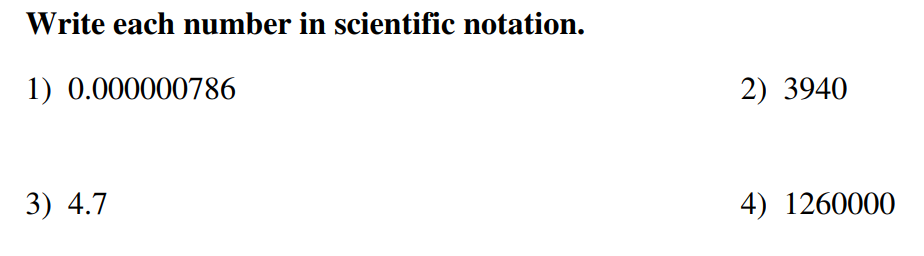 Write each number in scientific notation.
1) 0.000000786
2) 3940
3) 4.7
4) 1260000